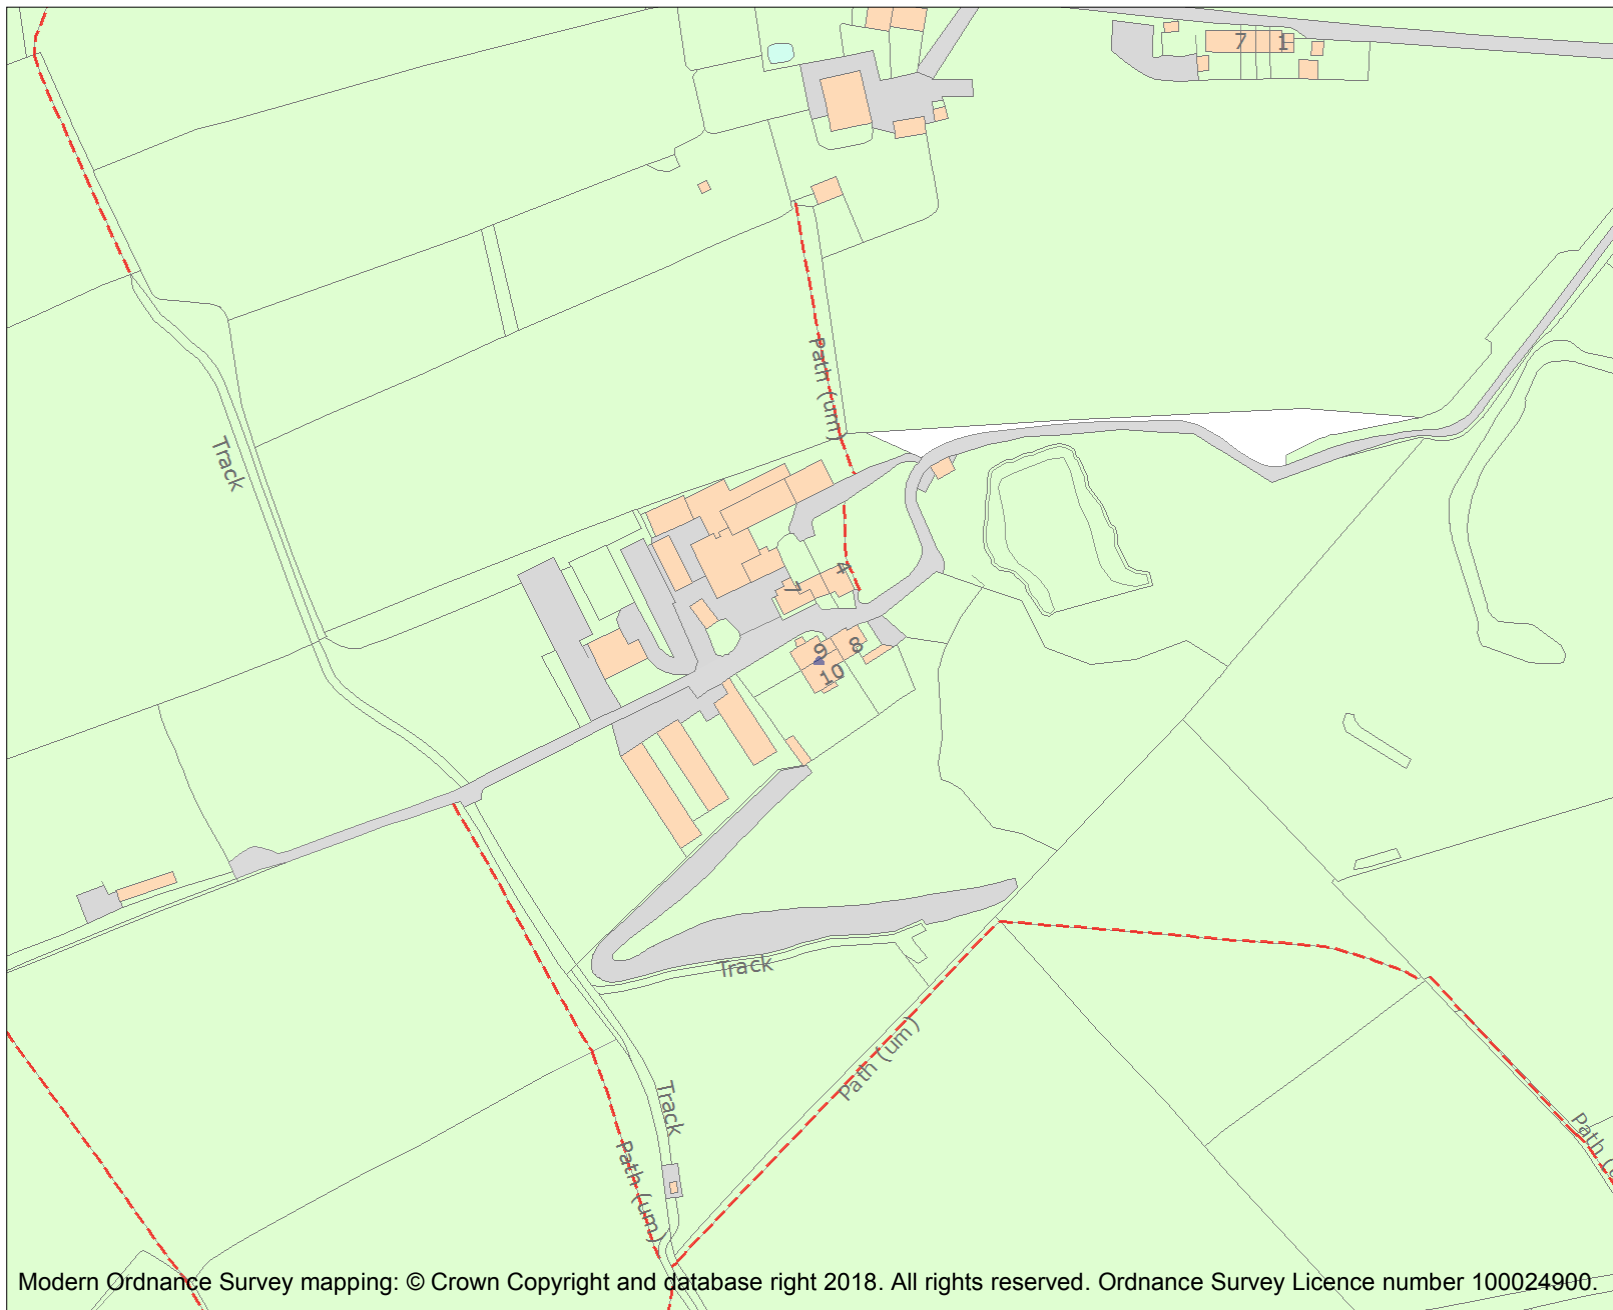 7
1
Path (um)
Track
4
7
9
8
10
Track
Path (um)
Track
Path (um)
Modern Ordnance Survey mapping: © Crown Copyright and database right 2018. All rights reserved. Ordnance Survey Licence number 100024900.